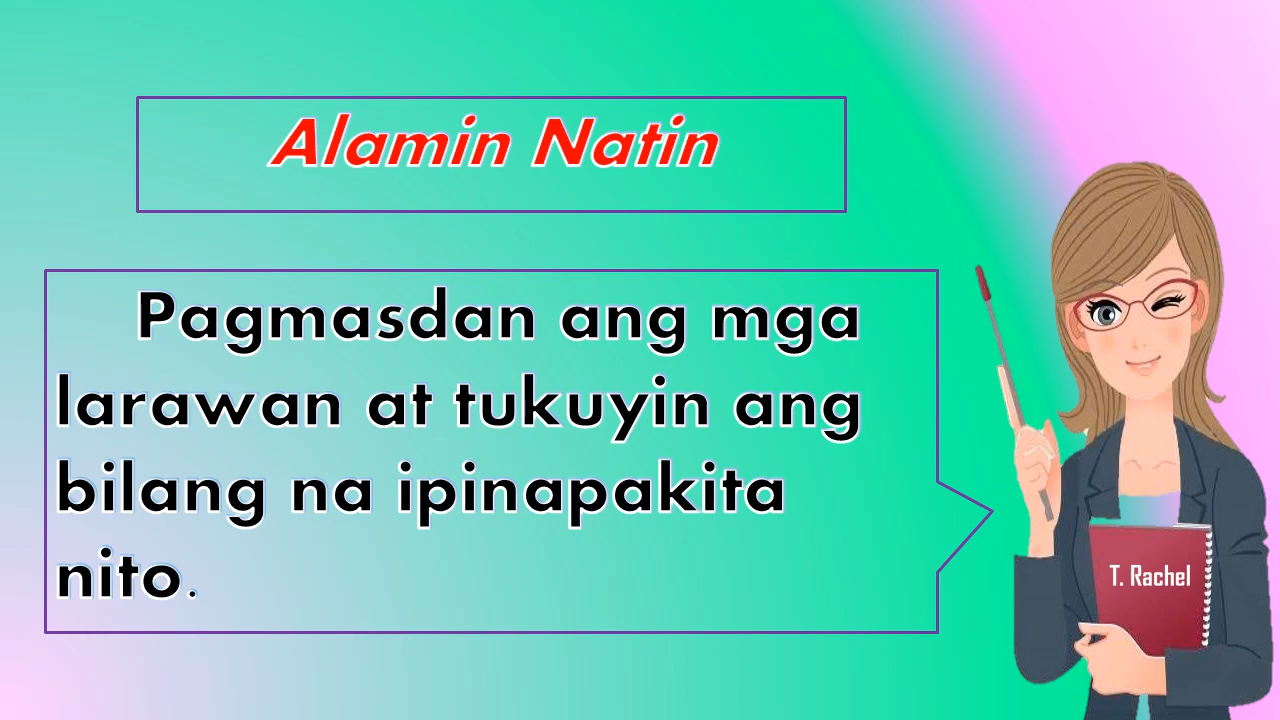 Alamin Natin
Pagmasdan ang mga
larawan at tukuyin ang
bilang na ipinapakita
nito.
T. Rachel